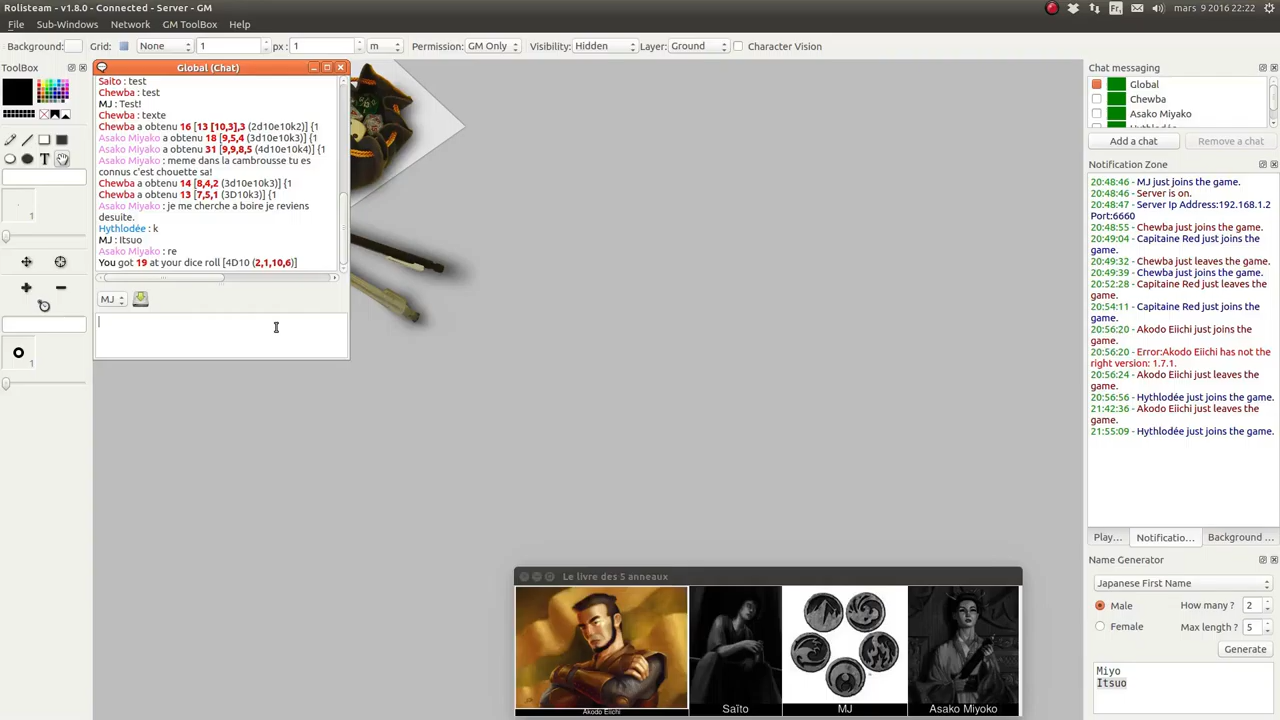 Rolisteam - v1.8.0 - Connected - Server - GM
Fr
mars 9 2016 22:22
File Sub-Windows Network GM ToolBox Help
Background: Grid: None 1 px : 1 m Permission: GM Only Visibility: Hidden Layer: Ground Character Vision
ToolBox
1
1
Global (Chat)
Saito : test
Chewba : test
MJ : Test!
Chewba : texte
Chewba a obtenu 16 [13 [10,3],3 (2d10e10k2)] {1
Asako Miyako a obtenu 18 [9,5,4 (3d10e10k3)] {1
Asako Miyako a obtenu 31 [9,9,8,5 (4d10e10k4)] {1
Asako Miyako : meme dans la cambrousse tu es
connus c'est chouette sa!
Chewba a obtenu 14 [8,4,2 (3d10e10k3)] {1
Chewba a obtenu 13 [7,5,1 (3D10k3)] {1
Asako Miyako : je me cherche a boire je reviens
desuite.
Hythlodée : k
MJ : Itsuo
Asako Miyako : re
You got 19 at your dice roll [4D10 (2,1,10,6)]
MJ
Le livre des 5 anneaux
Akodo Eiichi
Saïto
MJ
Asako Miyoko
Chat messaging
Global
Chewba
Asako Miyako
Add a chat Remove a chat
Notification Zone
20:48:46 - MJ just joins the game.
20:48:46 - Server is on.
20:48:47 - Server Ip Address:192.168.1.2
Port:6660
20:48:55 - Chewba just joins the game.
20:49:04 - Capitaine Red just joins the
game.
20:49:32 - Chewba just leaves the game.
20:49:39 - Chewba just joins the game.
20:52:28 - Capitaine Red just leaves the
game.
20:54:11 - Capitaine Red just joins the
game.
20:56:20 - Akodo Eiichi just joins the
game.
20:56:20 - Error:Akodo Eiichi has not the
right version: 1.7.1.
20:56:24 - Akodo Eiichi just leaves the
game.
20:56:56 - Hythlodée just joins the game.
21:42:36 - Akodo Eiichi just leaves the
game.
21:55:09 - Hythlodée just joins the game.
Play... Notificatio... Background ...
Name Generator
Japanese First Name
Male How many ? 2
Female Max length ? 5
Generate
Miyo
Itsuo